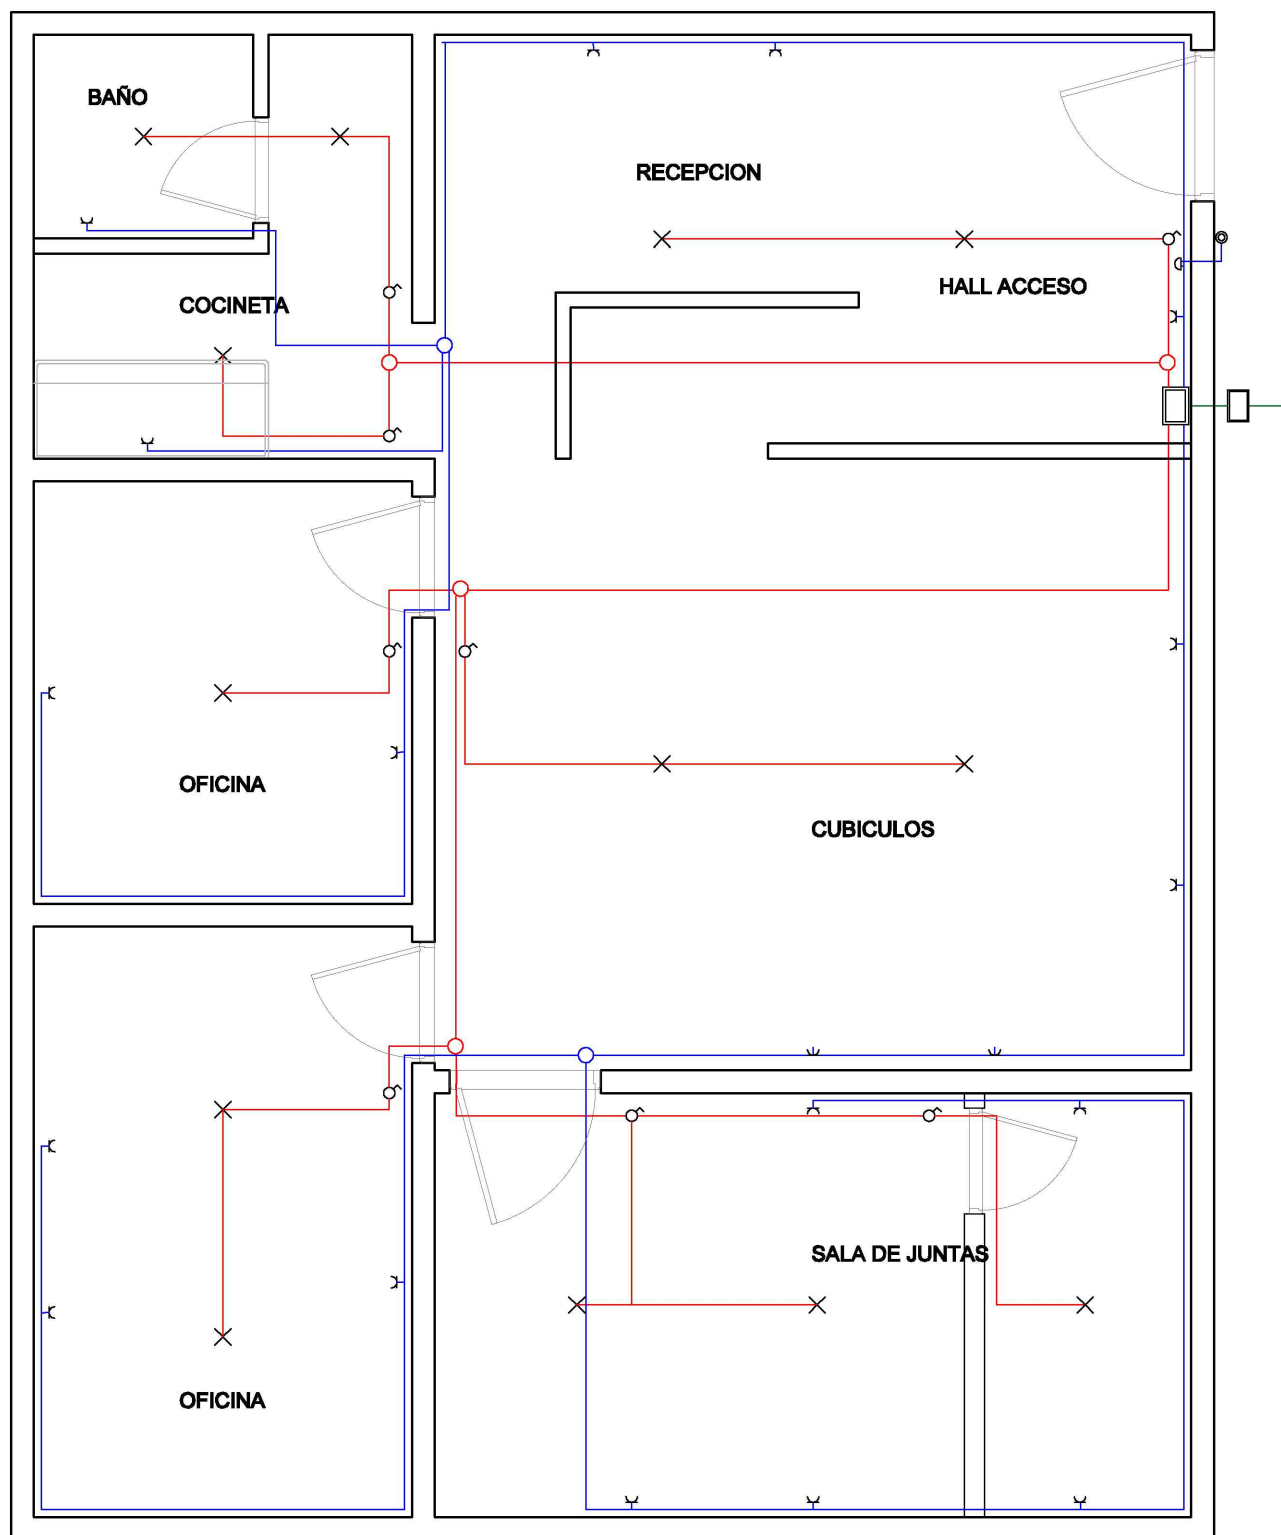 BAÑO
RECEPCION
HALL ACCESO
COCINETA
OFICINA
CUBICULOS
SALA DE JUNTAS
OFICINA